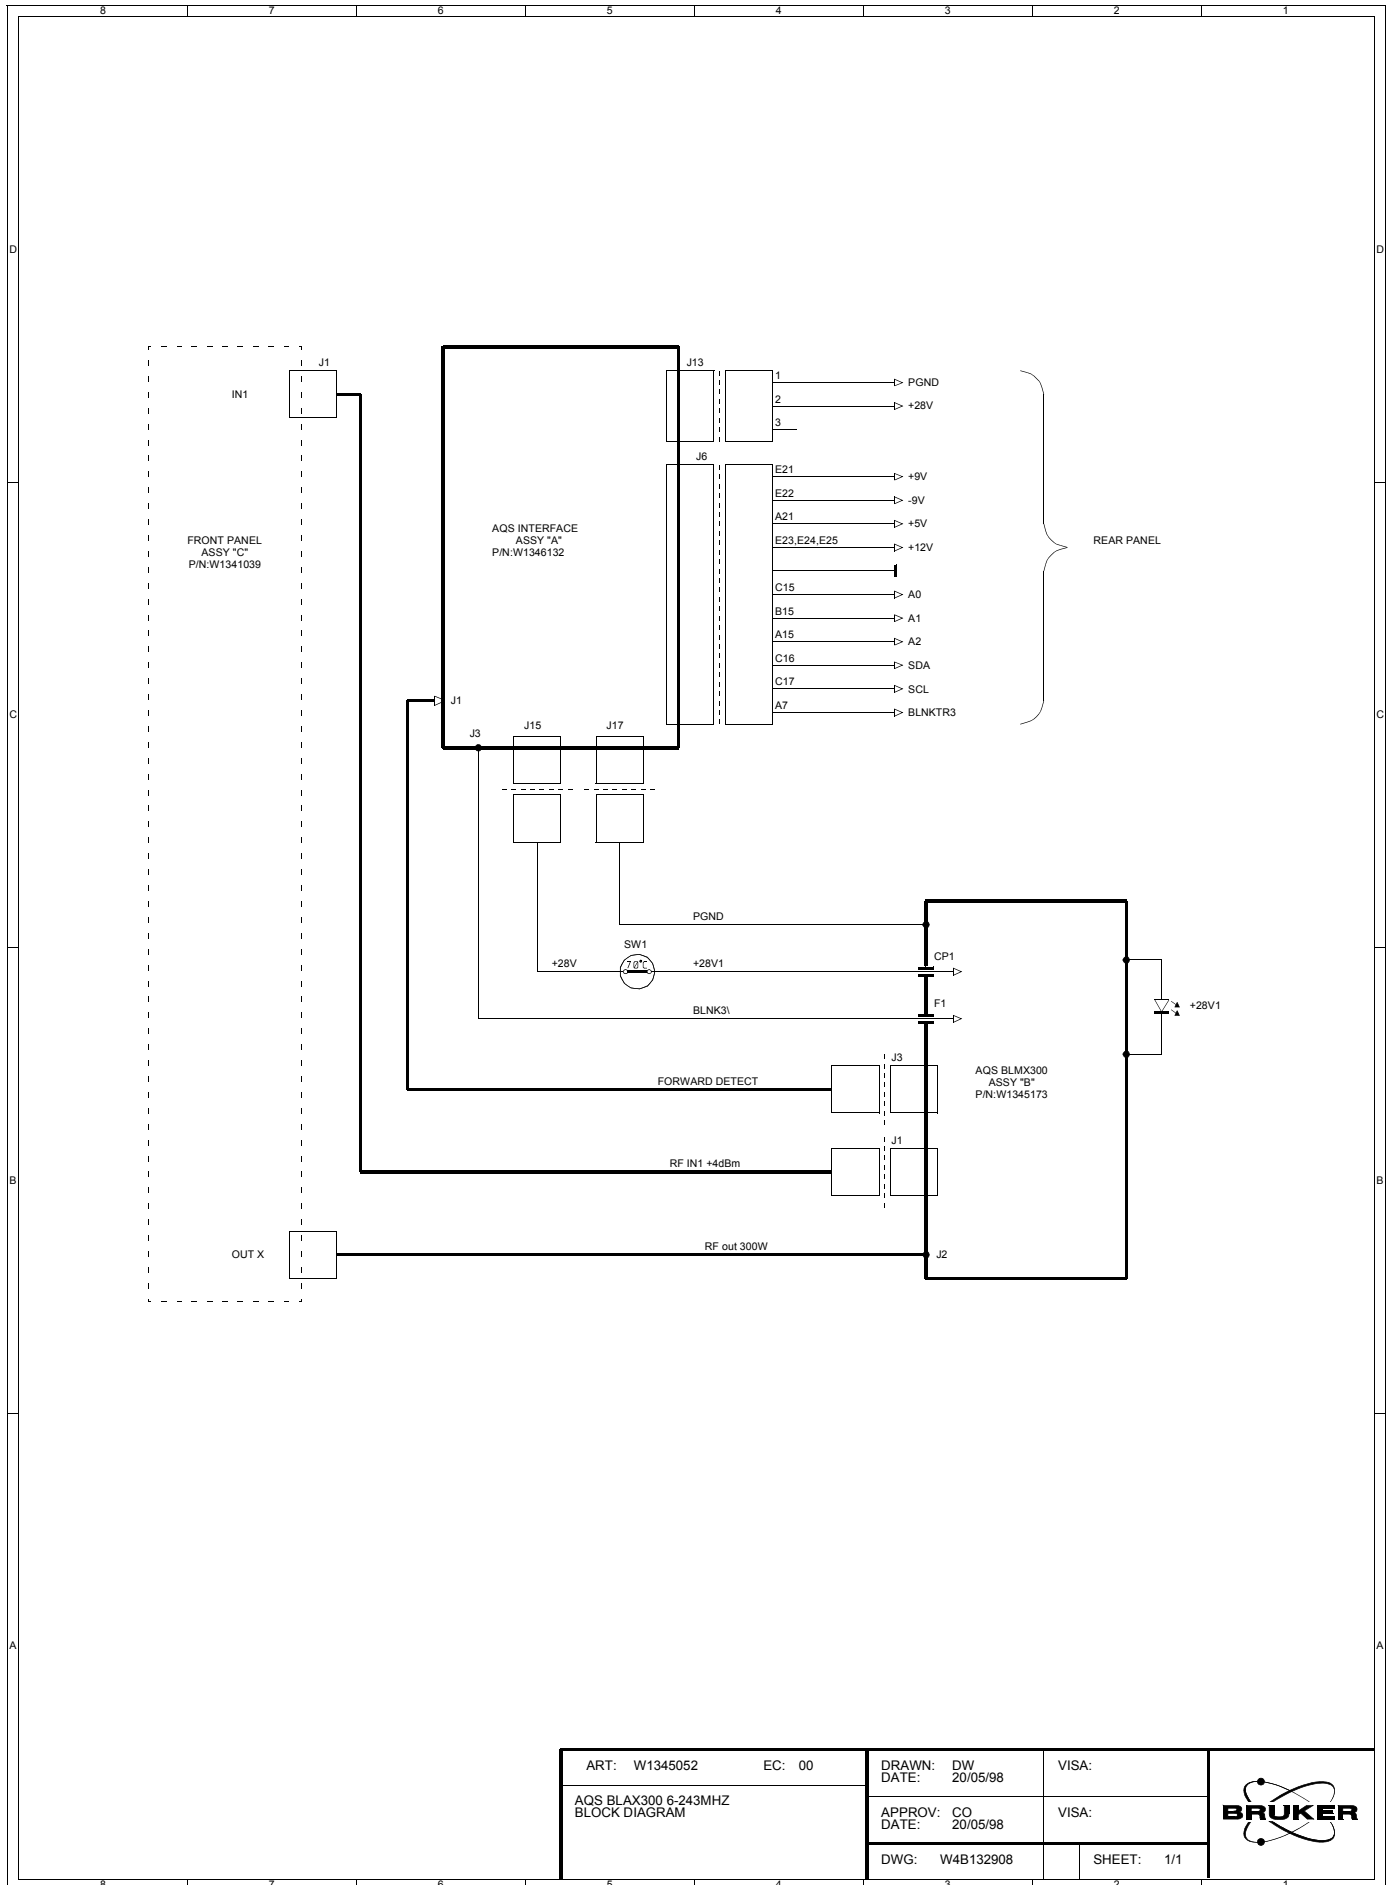 8 7 6 5 4 3 2 1
D
D
J1
IN1
J13
1
PGND
2
+28V
3
J6
E21
+9V
E22
-9V
A21
+5V
E23,E24,E25
+12V
C15
A0
B15
A1
A15
A2
C16
SDA
C17
SCL
A7
BLNKTR3
REAR PANEL
AQS INTERFACE
ASSY "A"
P/N:W1346132
FRONT PANEL
ASSY "C"
P/N:W1341039
J1
C
C
J3
J15
J17
PGND
SW1
70°C
+28V
+28V1
CP1
BLNK3\
F1
+28V1
J3
FORWARD DETECT
AQS BLMX300
ASSY "B"
P/N:W1345173
J1
RF IN1 +4dBm
B
B
OUT X
RF out 300W
J2
A
A
ART: W1345052 EC: 00
AQS BLAX300 6-243MHZ
BLOCK DIAGRAM
DRAWN: DW
DATE: 20/05/98
VISA:
APPROV: CO
DATE: 20/05/98
VISA:
DWG: W4B132908
SHEET: 1/1
BRUKER
8 7 6 5 4 3 2 1